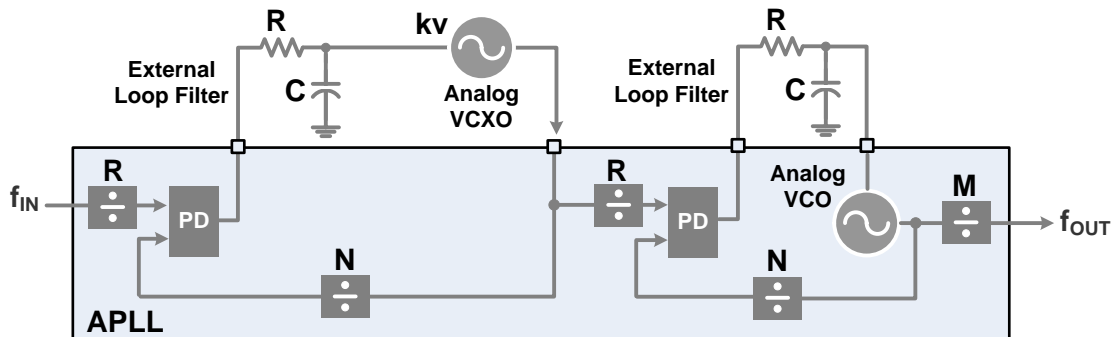 R
kv
External
Loop Filter
C
Analog
VCXO
R
External
Loop Filter
C
R
fIN
PD
N
R
PD
N
Analog
VCO
M
fOUT
APLL